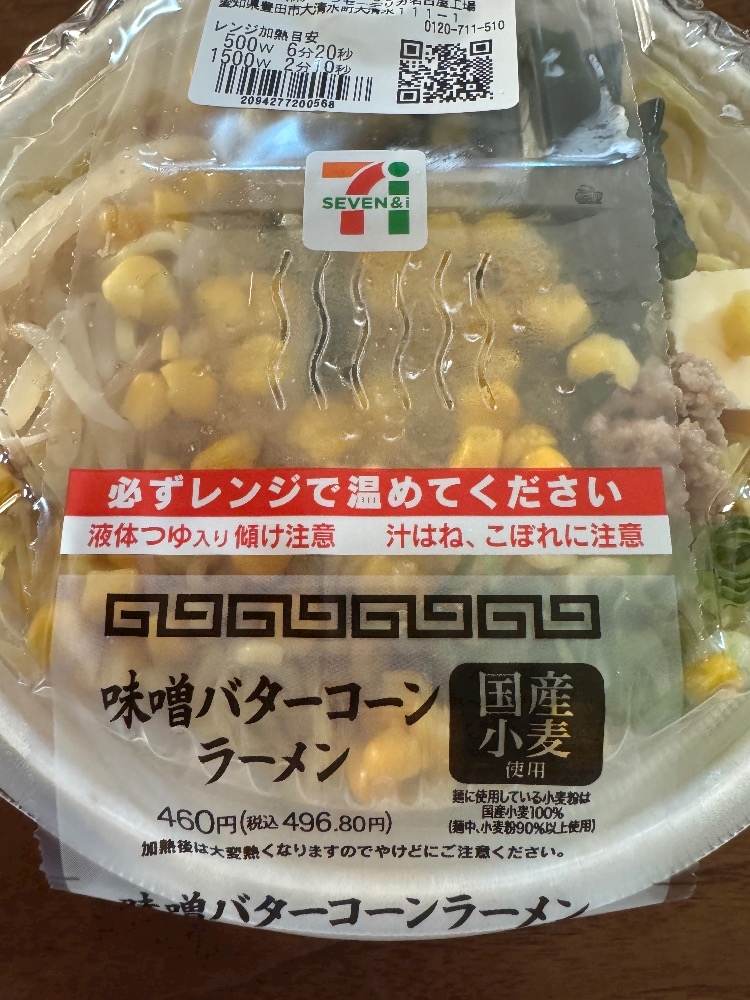 愛知県豊田市大清水町大清水１１１－１
0120-711-510
レンジ加熱目安
500W 6分20秒
1500W 2分10秒
2094277200568
SEVEN&i
必ずレンジで温めてください
液体つゆ入り傾け注意　汁はね、こぼれに注意
味噌バターコーン
ラーメン
国産
小麦
使用
麺に使用している小麦粉は
国産小麦100%
(麺中、小麦粉90%以上使用)
460円(税込 496.80円)
加熱後は大変熱くなりますのでやけどにご注意ください。
味噌バターコーンラーメン